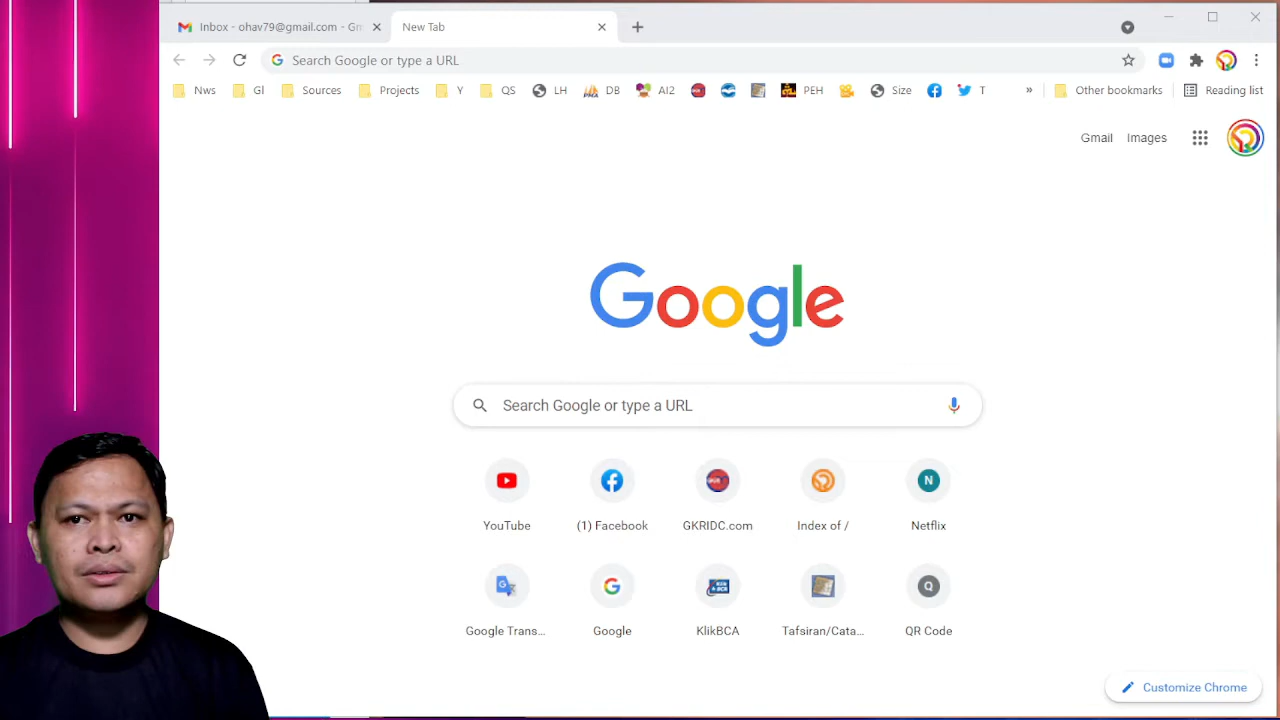 Inbox - ohav79@gmail.com - Gm
New Tab
Search Google or type a URL
Nws GI Sources Projects Y QS LH DB AI2 PEH Size T » Other bookmarks Reading list
Gmail Images
Google
Search Google or type a URL
YouTube (1) Facebook GKRIDC.com Index of / Netflix
Google Trans... Google KlikBCA Tafsiran/Cata... QR Code
Customize Chrome